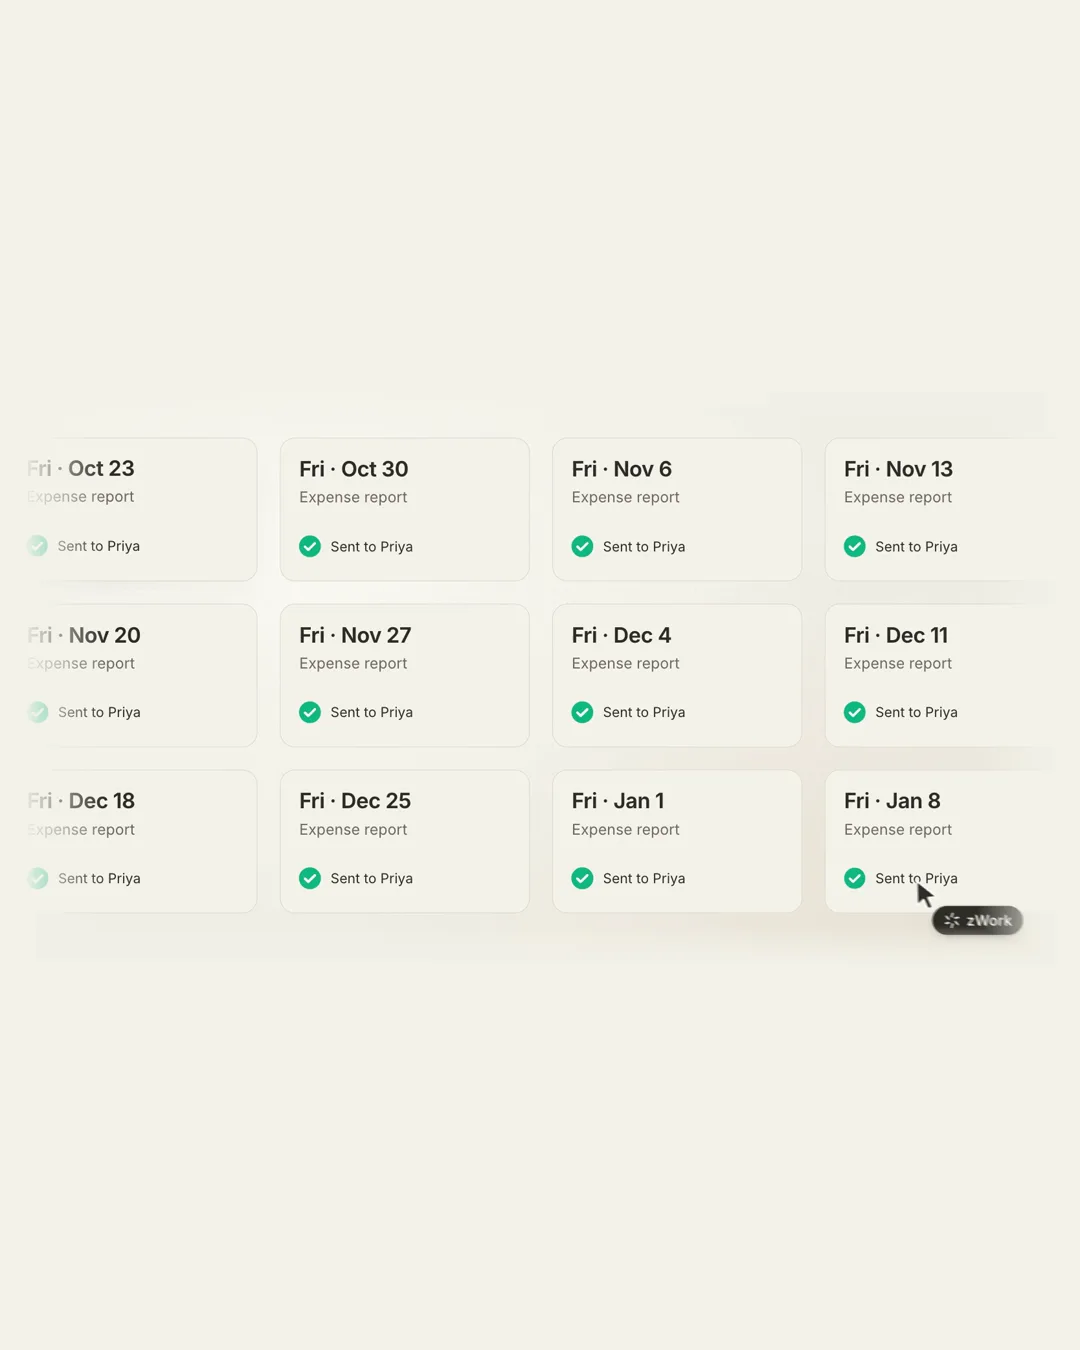 Fri · Oct 23
Expense report
Sent to Priya
Fri · Oct 30
Expense report
Sent to Priya
Fri · Nov 6
Expense report
Sent to Priya
Fri · Nov 13
Expense report
Sent to Priya
Fri · Nov 20
Expense report
Sent to Priya
Fri · Nov 27
Expense report
Sent to Priya
Fri · Dec 4
Expense report
Sent to Priya
Fri · Dec 11
Expense report
Sent to Priya
Fri · Dec 18
Expense report
Sent to Priya
Fri · Dec 25
Expense report
Sent to Priya
Fri · Jan 1
Expense report
Sent to Priya
Fri · Jan 8
Expense report
Sent to Priya
zWork